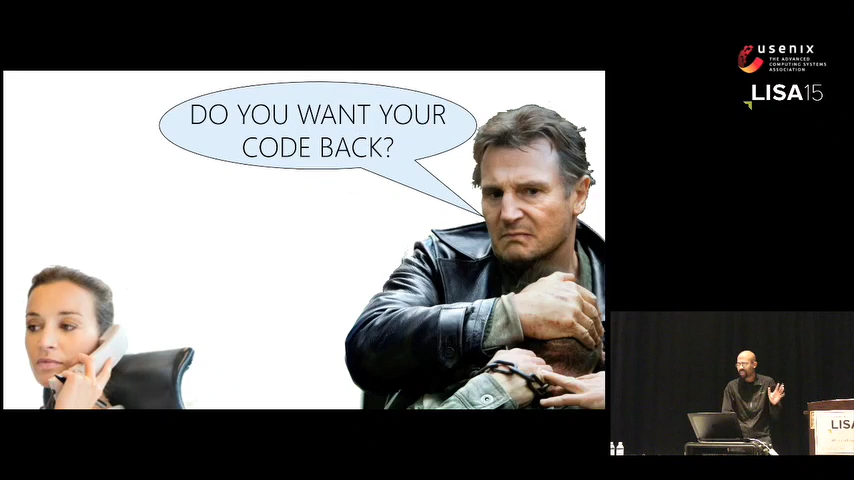 usenix
THE ADVANCED
COMPUTING SYSTEMS
ASSOCIATION
LISA15
DO YOU WANT YOUR
CODE BACK?
LISA